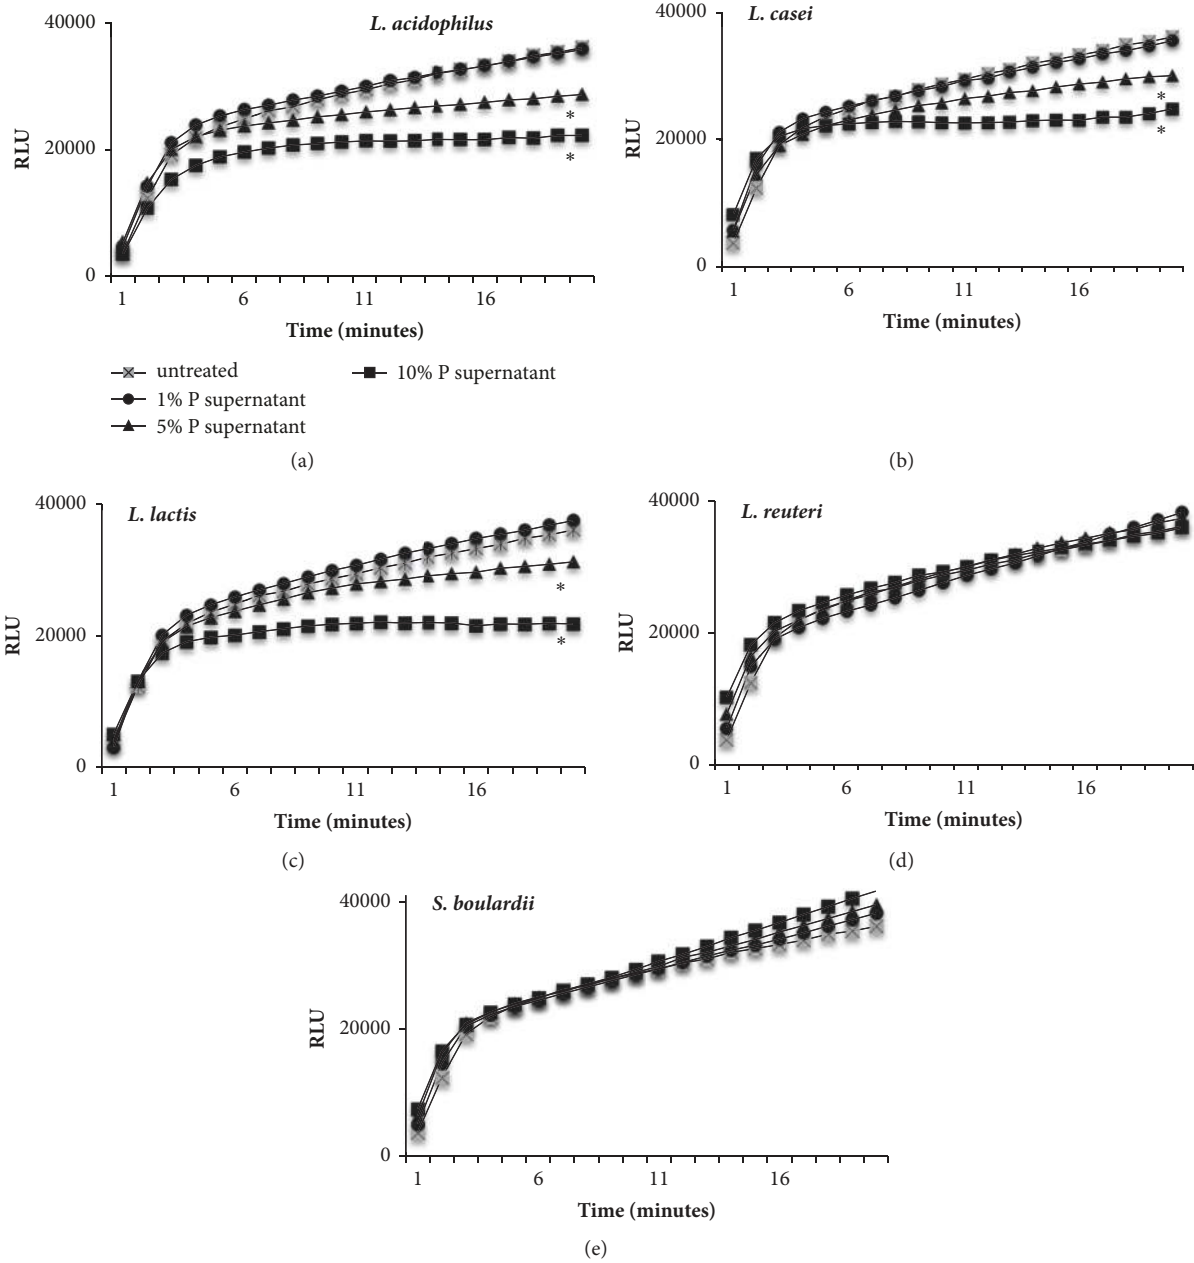 L. acidophilus
40000
20000
0
RLU
1 6 11 16
Time (minutes)
untreated
1% P supernatant
5% P supernatant
10% P supernatant
*
*
(a)
L. casei
40000
20000
0
RLU
1 6 11 16
Time (minutes)
*
*
(b)
L. lactis
40000
20000
0
RLU
1 6 11 16
Time (minutes)
*
*
(c)
L. reuteri
40000
20000
0
RLU
1 6 11 16
Time (minutes)
(d)
S. boulardii
40000
20000
0
RLU
1 6 11 16
Time (minutes)
(e)